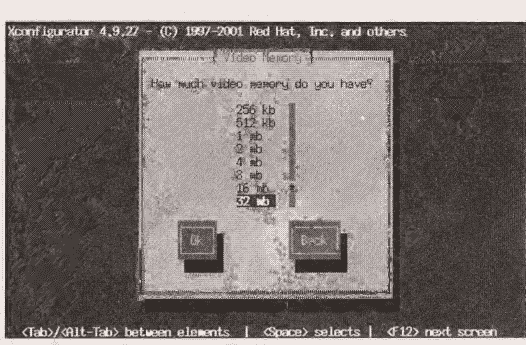 Xconfigurator 4.9.27 - (C) 1997-2001 Red Hat, Inc. and others
Video Memory
How much video memory do you have?
256 kb
512 kb
1 mb
2 mb
4 mb
8 mb
16 mb
32 mb
Ok
Back
<Tab>/<Alt-Tab> between elements | <Space> selects | <F12> next screen